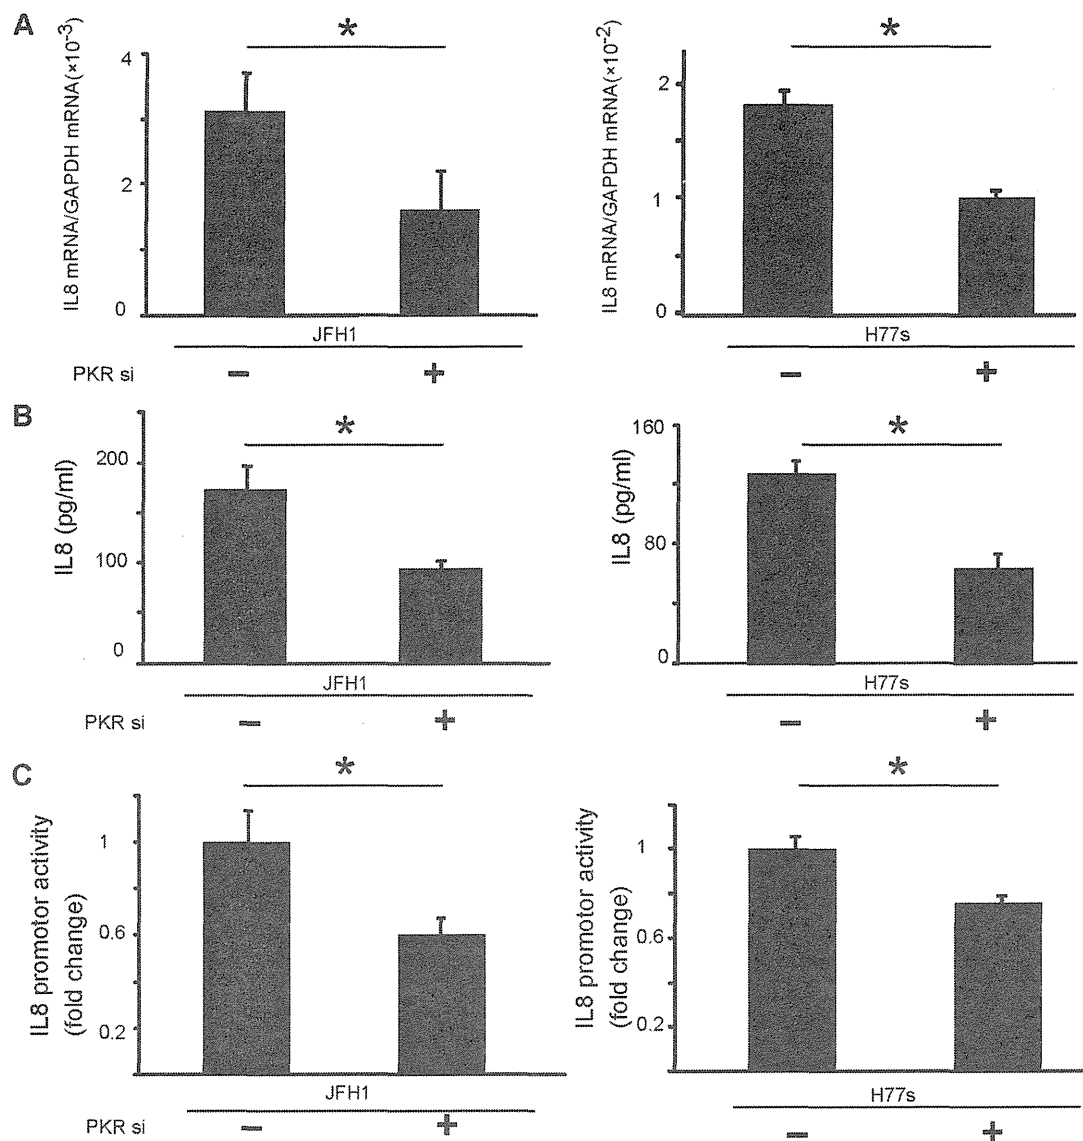 A
IL8 mRNA/GAPDH mRNA(×10-3)
4
2
0
*
JFH1
PKR si
−
+
IL8 mRNA/GAPDH mRNA(×10-2)
2
1
0
*
H77s
−
+
B
IL8 (pg/ml)
200
100
0
*
JFH1
PKR si
−
+
IL8 (pg/ml)
160
80
0
*
H77s
−
+
C
IL8 promotor activity
(fold change)
1
0.6
0.2
*
JFH1
PKR si
−
+
IL8 promotor activity
(fold change)
1
0.6
0.2
*
H77s
−
+